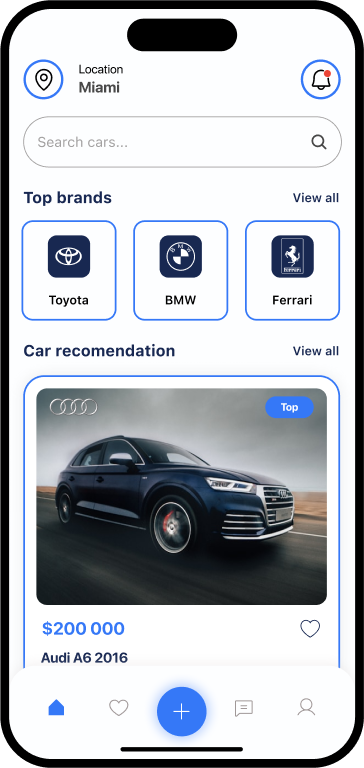 Location
Miami
Search cars...
Top brands
View all
Toyota
BMW
Ferrari
Car recomendation
View all
Top
$200 000
Audi A6 2016